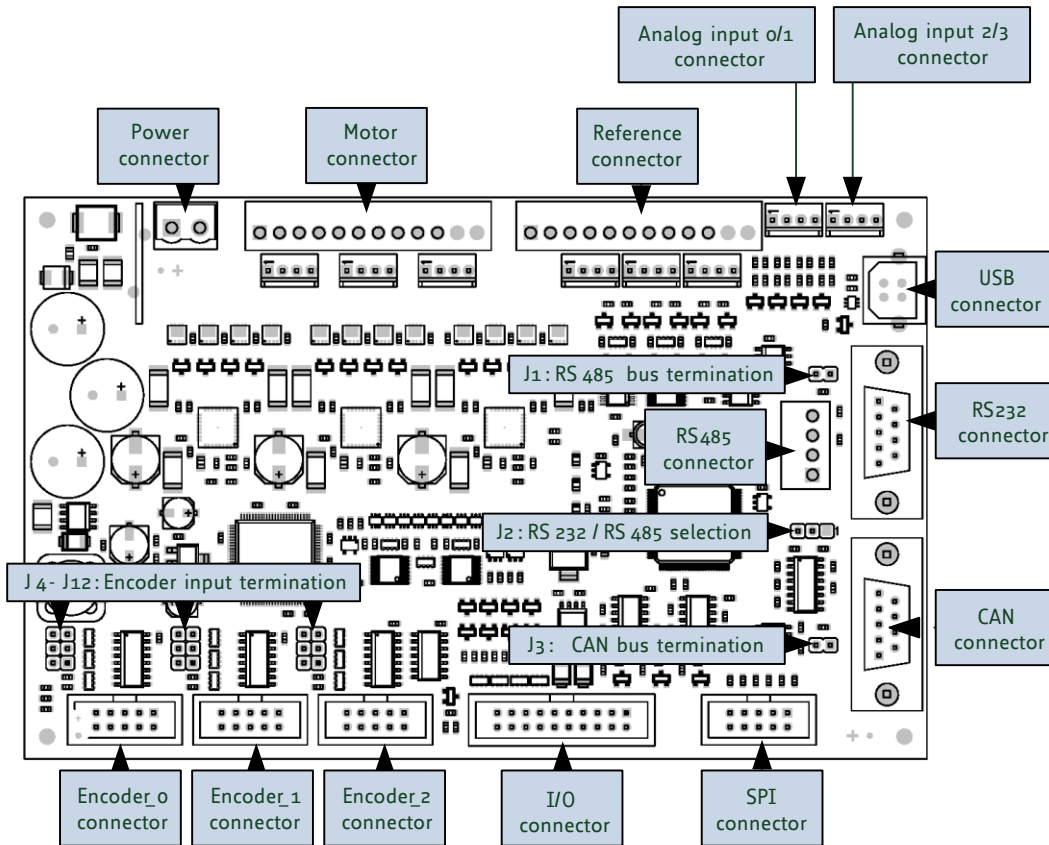 Analog input 0/1
connector
Analog input 2/3
connector
Power
connector
Motor
connector
Reference
connector
USB
connector
J1: RS 485 bus termination
RS485
connector
RS232
connector
J2: RS 232 / RS 485 selection
J 4- J12: Encoder input termination
J3: CAN bus termination
CAN
connector
Encoder_0
connector
Encoder_1
connector
Encoder_2
connector
I/O
connector
SPI
connector